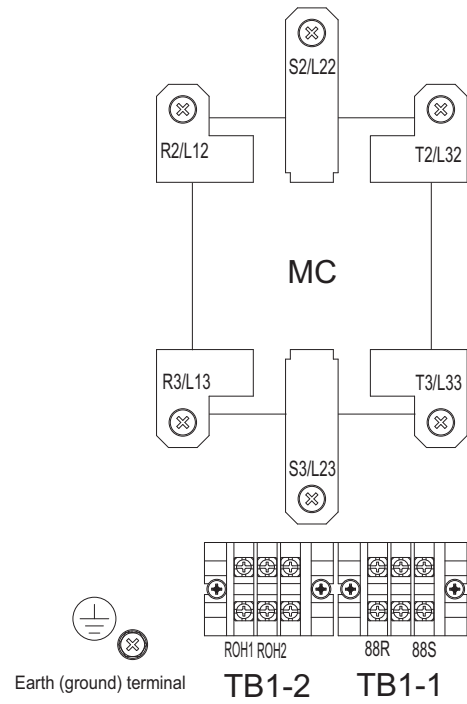 S2/L22
R2/L12
T2/L32
MC
R3/L13
T3/L33
S3/L23
ROH1 ROH2
88R 88S
Earth (ground) terminal
TB1-2
TB1-1